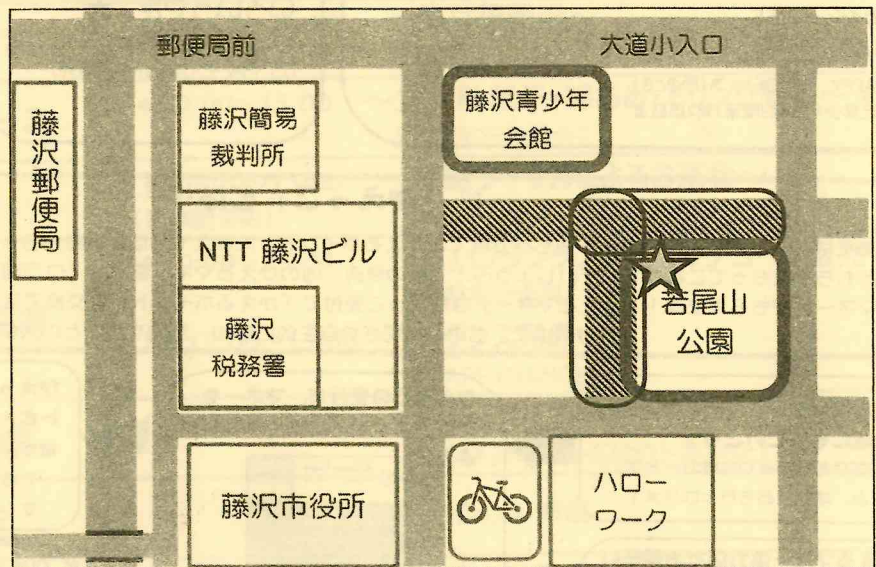 郵便局前
大道小入口
藤沢郵便局
藤沢簡易
裁判所
藤沢青少年
会館
NTT 藤沢ビル
藤沢
税務署
若尾山
公園
藤沢市役所
ハロー
ワーク